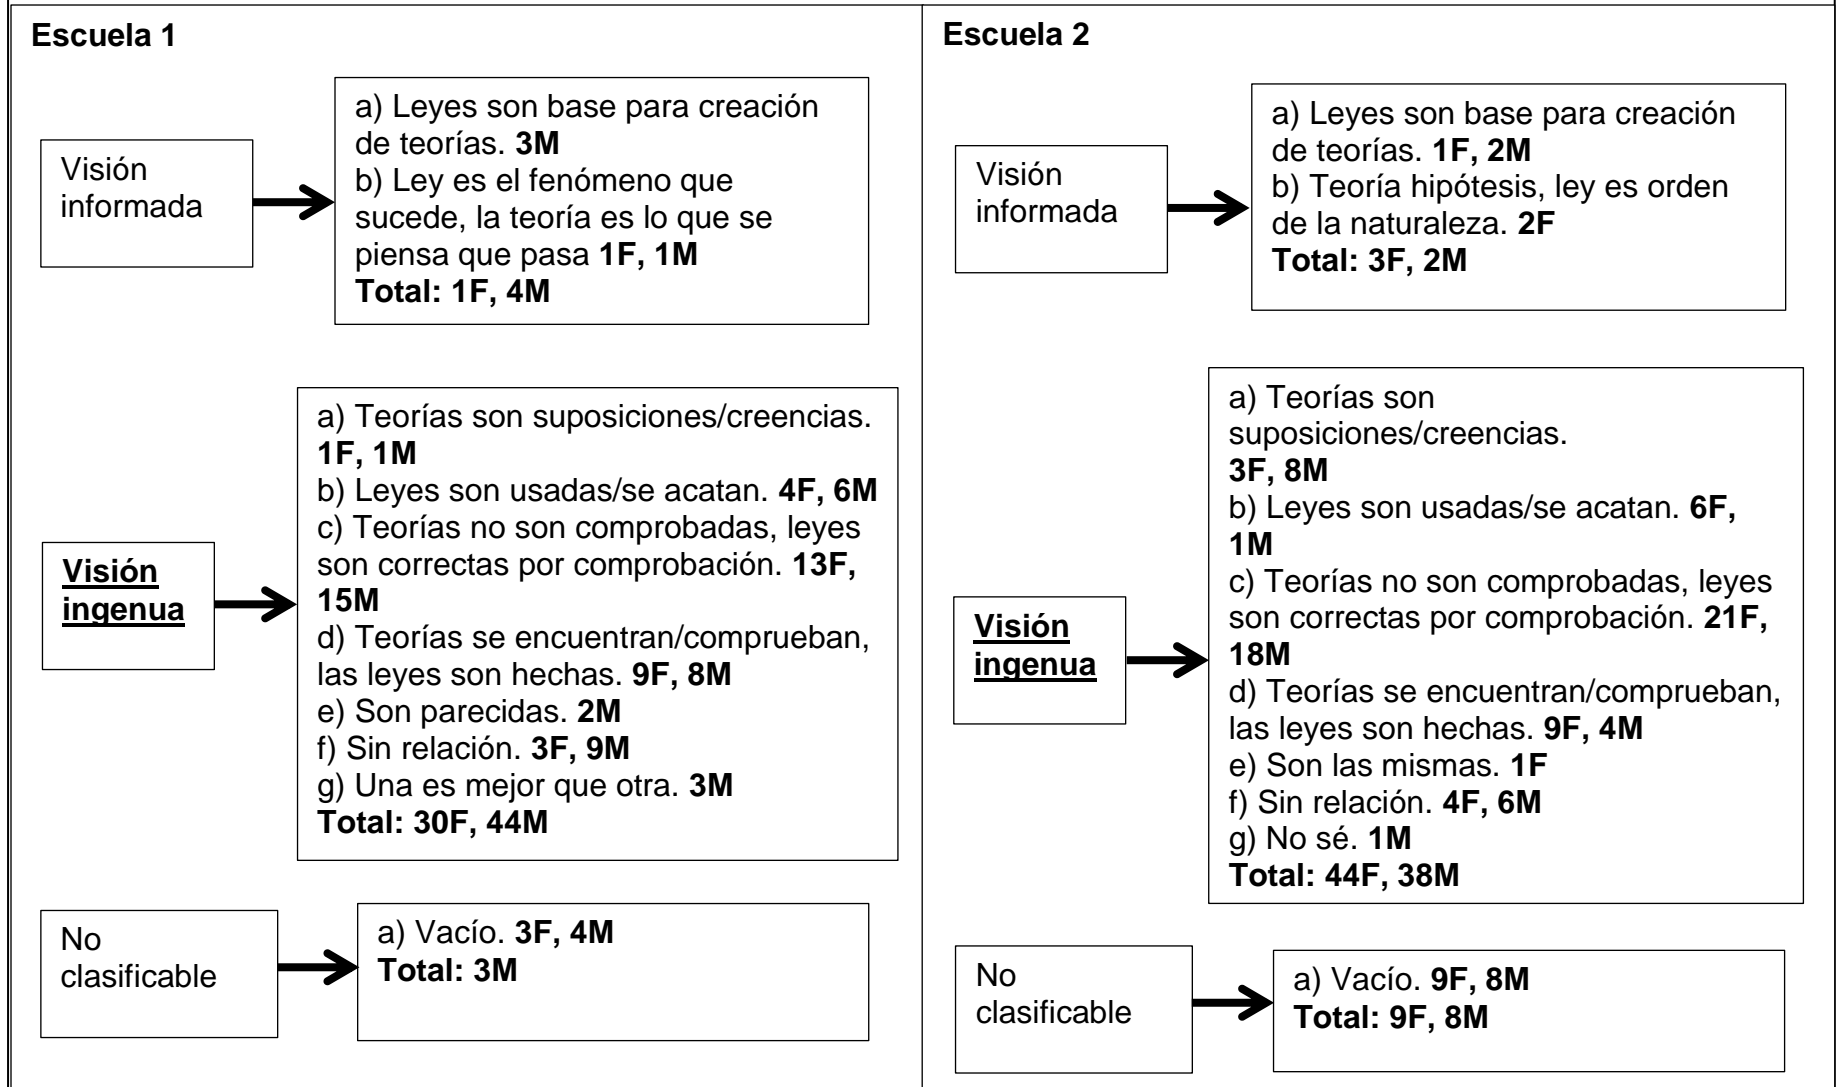 Escuela 1
Visión
informada
a) Leyes son base para creación
de teorías. 3M
b) Ley es el fenómeno que
sucede, la teoría es lo que se
piensa que pasa 1F, 1M
Total: 1F, 4M
Visión
ingenua
a) Teorías son suposiciones/creencias.
1F, 1M
b) Leyes son usadas/se acatan. 4F, 6M
c) Teorías no son comprobadas, leyes
son correctas por comprobación. 13F,
15M
d) Teorías se encuentran/comprueban,
las leyes son hechas. 9F, 8M
e) Son parecidas. 2M
f) Sin relación. 3F, 9M
g) Una es mejor que otra. 3M
Total: 30F, 44M
No
clasificable
a) Vacío. 3F, 4M
Total: 3M
Escuela 2
Visión
informada
a) Leyes son base para creación
de teorías. 1F, 2M
b) Teoría hipótesis, ley es orden
de la naturaleza. 2F
Total: 3F, 2M
Visión
ingenua
a) Teorías son
suposiciones/creencias.
3F, 8M
b) Leyes son usadas/se acatan. 6F,
1M
c) Teorías no son comprobadas, leyes
son correctas por comprobación. 21F,
18M
d) Teorías se encuentran/comprueban,
las leyes son hechas. 9F, 4M
e) Son las mismas. 1F
f) Sin relación. 4F, 6M
g) No sé. 1M
Total: 44F, 38M
No
clasificable
a) Vacío. 9F, 8M
Total: 9F, 8M